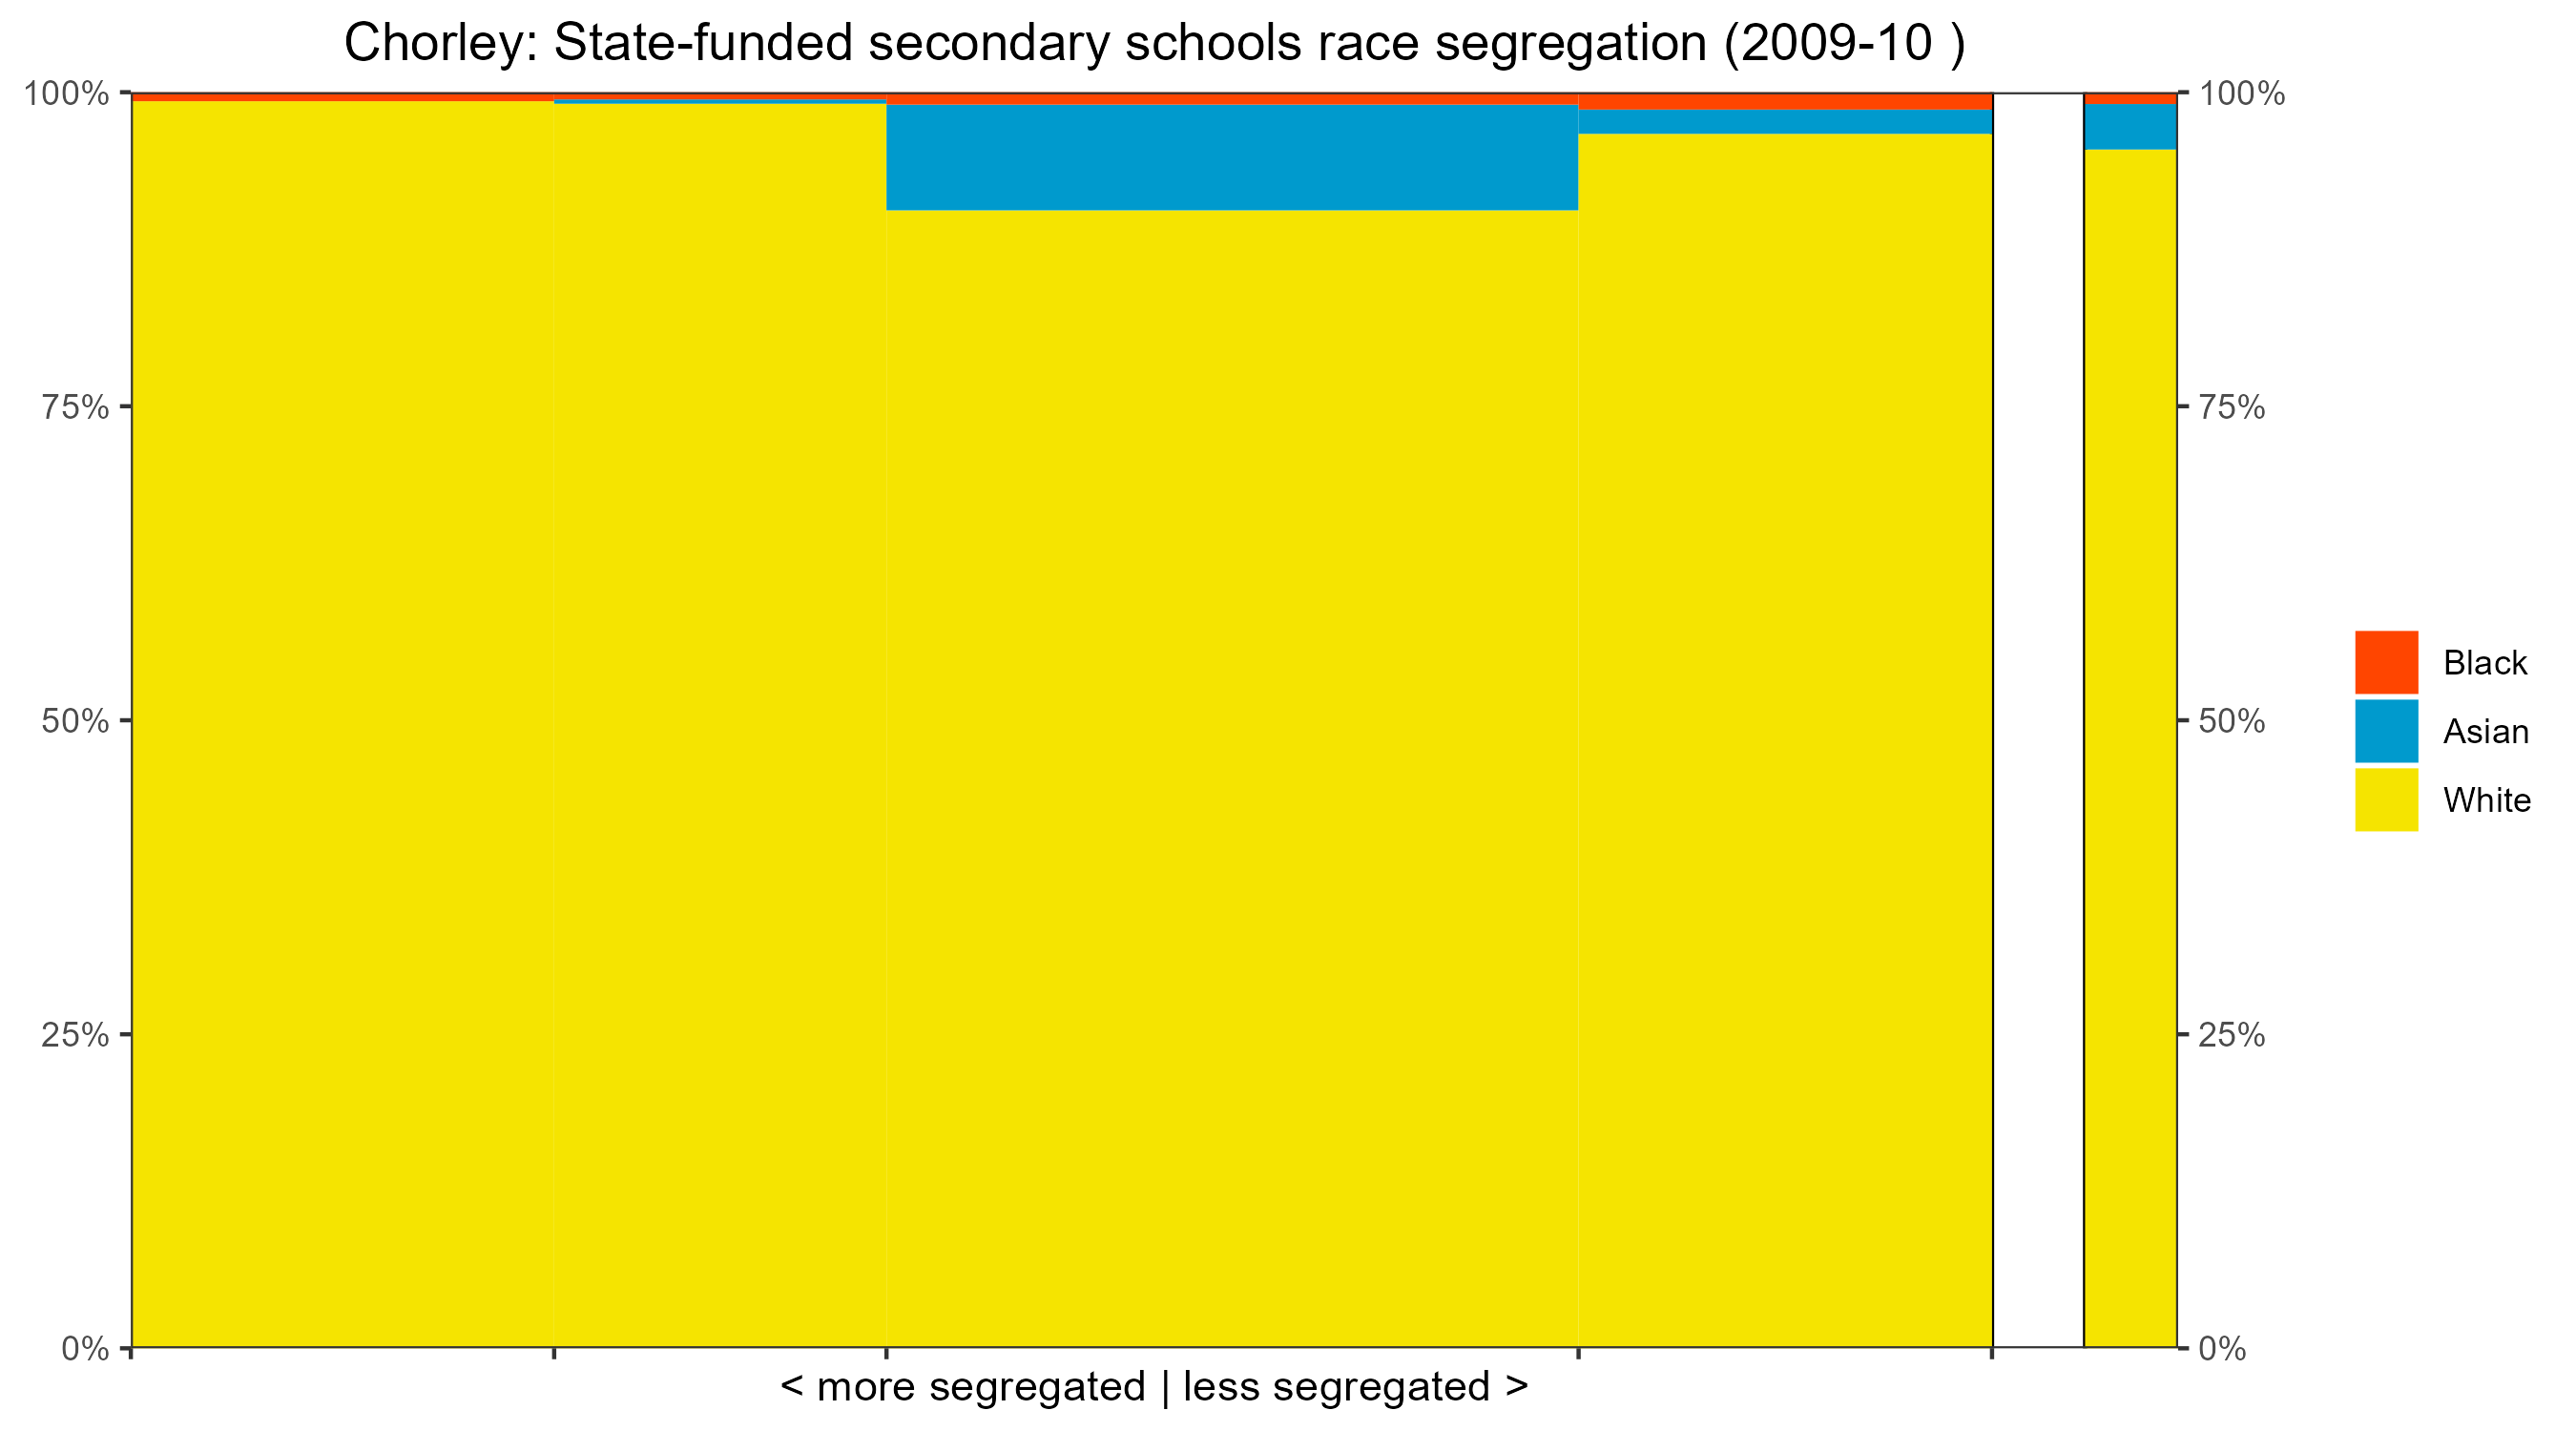 Chorley: State-funded secondary schools race segregation (2009-10 )
100%
75%
50%
25%
0%
100%
75%
50%
25%
0%
Black
Asian
White
< more segregated | less segregated >